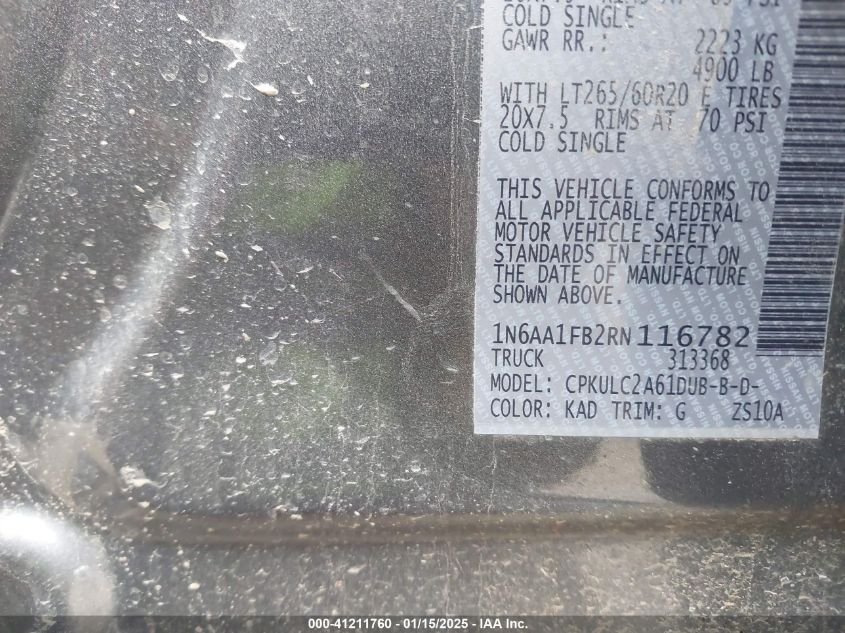 COLD SINGLE
GAWR RR.: 2223 KG
4900 LB
WITH LT265/60R20 E TIRES
20X7.5 RIMS AT 70 PSI
COLD SINGLE
THIS VEHICLE CONFORMS TO
ALL APPLICABLE FEDERAL
MOTOR VEHICLE SAFETY
STANDARDS IN EFFECT ON
THE DATE OF MANUFACTURE
SHOWN ABOVE.
1N6AA1FB2RN116782
TRUCK 313368
MODEL: CPKULC2A61DUB-B-D-
COLOR: KAD TRIM: G ZS10A
000-41211760 - 01/15/2025 - IAA Inc.